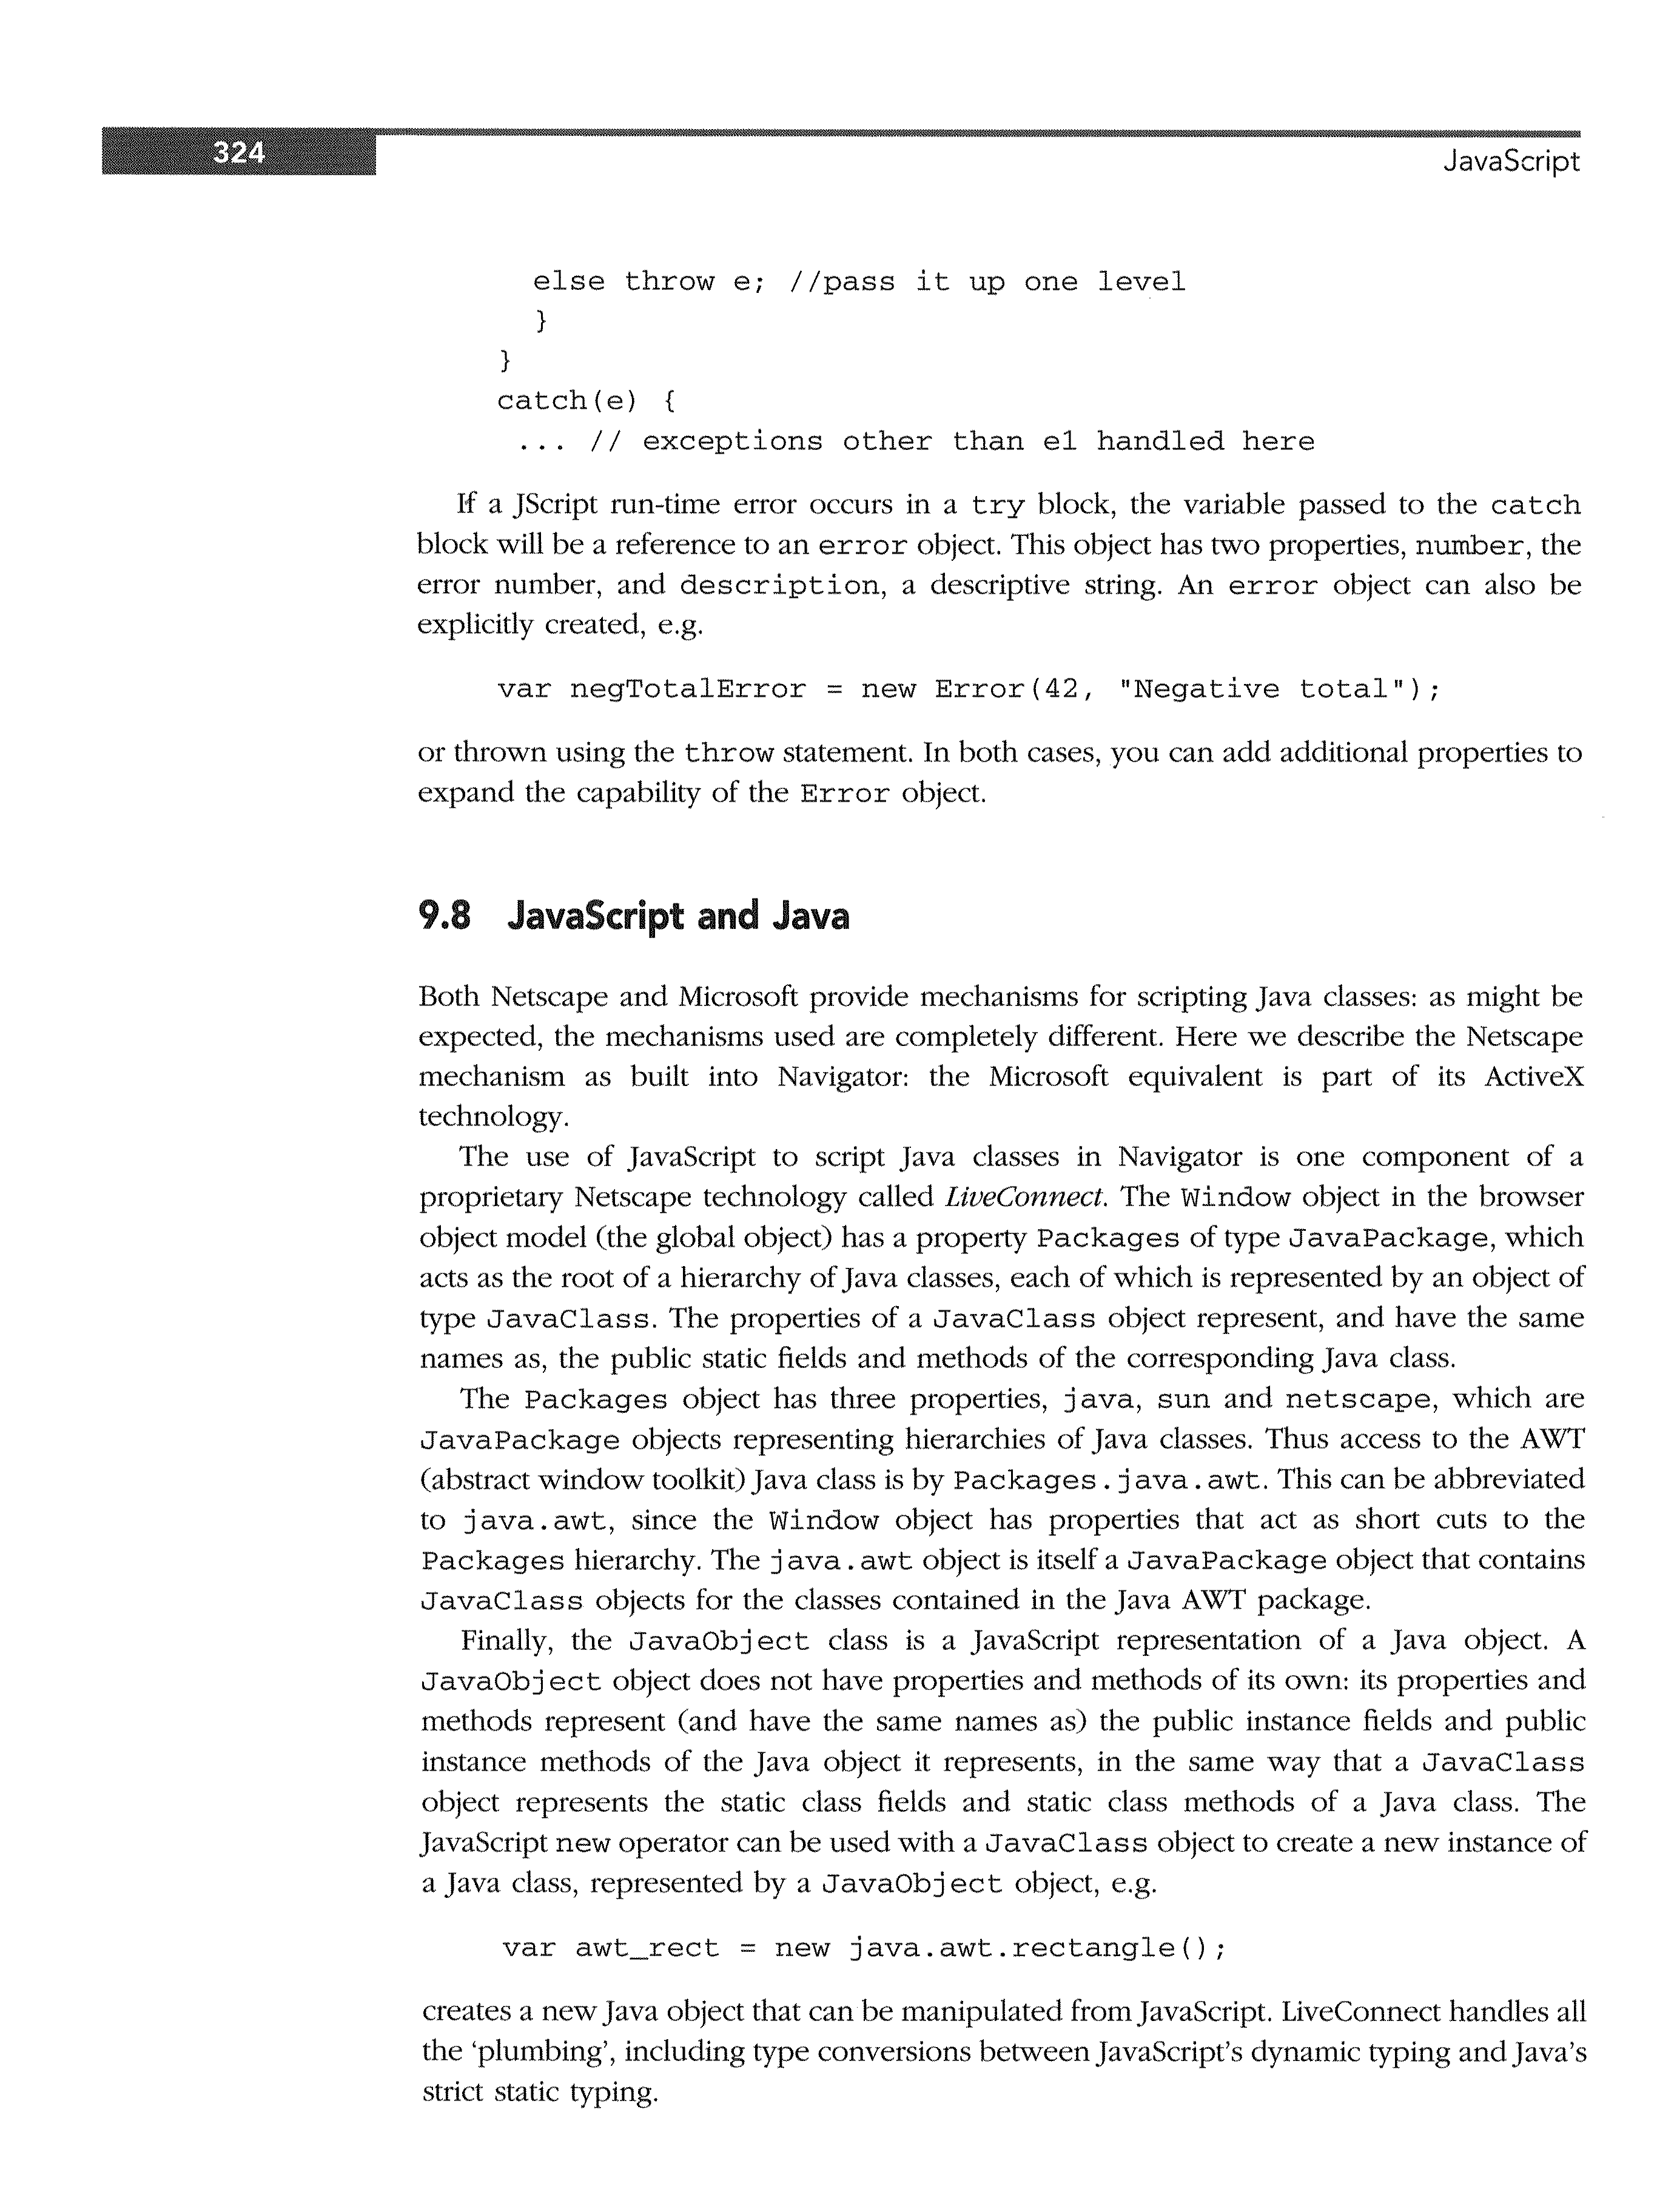 324
JavaScript
else throw e; //pass it up one level
}
}
catch(e) {
... // exceptions other than e1 handled here
If a JScript run-time error occurs in a try block, the variable passed to the catch
block will be a reference to an error object. This object has two properties, number, the
error number, and description, a descriptive string. An error object can also be
explicitly created, e.g.
var negTotalError = new Error(42, "Negative total");
or thrown using the throw statement. In both cases, you can add additional properties to
expand the capability of the Error object.
9.8 JavaScript and Java
Both Netscape and Microsoft provide mechanisms for scripting Java classes: as might be
expected, the mechanisms used are completely different. Here we describe the Netscape
mechanism as built into Navigator: the Microsoft equivalent is part of its ActiveX
technology.
The use of JavaScript to script Java classes in Navigator is one component of a
proprietary Netscape technology called LiveConnect. The Window object in the browser
object model (the global object) has a property Packages of type JavaPackage, which
acts as the root of a hierarchy of Java classes, each of which is represented by an object of
type JavaClass. The properties of a JavaClass object represent, and have the same
names as, the public static fields and methods of the corresponding Java class.
The Packages object has three properties, java, sun and netscape, which are
JavaPackage objects representing hierarchies of Java classes. Thus access to the AWT
(abstract window toolkit) Java class is by Packages.java.awt. This can be abbreviated
to java.awt, since the Window object has properties that act as short cuts to the
Packages hierarchy. The java.awt object is itself a JavaPackage object that contains
JavaClass objects for the classes contained in the Java AWT package.
Finally, the JavaObject class is a JavaScript representation of a Java object. A
JavaObject object does not have properties and methods of its own: its properties and
methods represent (and have the same names as) the public instance fields and public
instance methods of the Java object it represents, in the same way that a JavaClass
object represents the static class fields and static class methods of a Java class. The
JavaScript new operator can be used with a JavaClass object to create a new instance of
a Java class, represented by a JavaObject object, e.g.
var awt_rect = new java.awt.rectangle();
creates a new Java object that can be manipulated from JavaScript. LiveConnect handles all
the ‘plumbing’, including type conversions between JavaScript’s dynamic typing and Java’s
strict static typing.